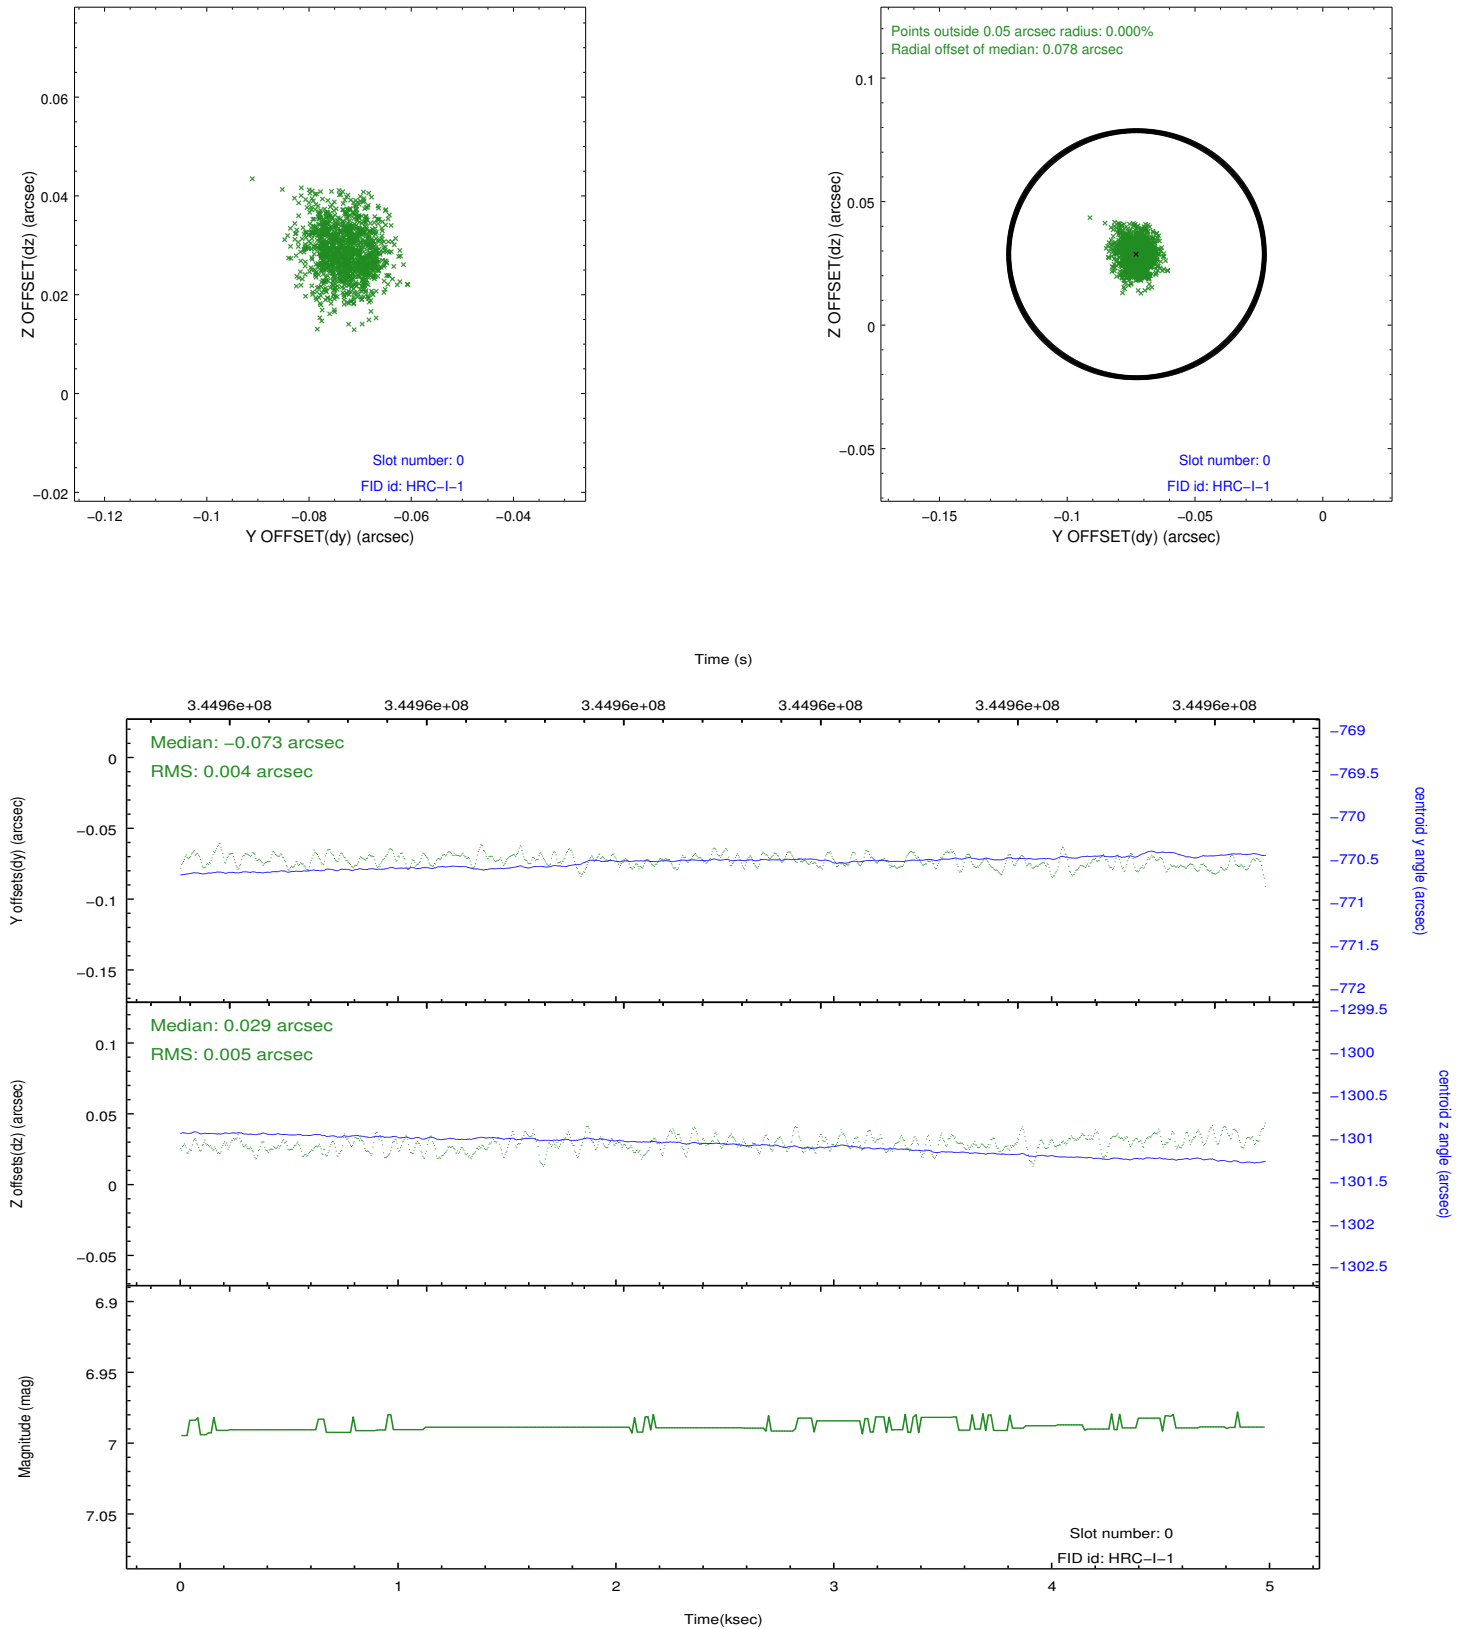 0.06
0.04
0.02
0
−0.02
−0.12
−0.1
−0.08
−0.06
−0.04
Z OFFSET(dz) (arcsec)
Y OFFSET(dy) (arcsec)
Slot number: 0
FID id: HRC−I−1
Points outside 0.05 arcsec radius: 0.000%
Radial offset of median: 0.078 arcsec
0.1
0.05
0
−0.05
−0.15
−0.1
−0.05
0
Z OFFSET(dz) (arcsec)
Y OFFSET(dy) (arcsec)
Slot number: 0
FID id: HRC−I−1
Time (s)
3.4496e+08
3.4496e+08
3.4496e+08
3.4496e+08
3.4496e+08
3.4496e+08
Median: −0.073 arcsec
RMS: 0.004 arcsec
0
−0.05
−0.1
−0.15
Y offsets(dy) (arcsec)
−769
−769.5
−770
−770.5
−771
−771.5
−772
centroid y angle (arcsec)
Median: 0.029 arcsec
RMS: 0.005 arcsec
0.1
0.05
0
−0.05
Z offsets(dz) (arcsec)
−1299.5
−1300
−1300.5
−1301
−1301.5
−1302
−1302.5
centroid z angle (arcsec)
6.9
6.95
7
7.05
Magnitude (mag)
Slot number: 0
FID id: HRC−I−1
0
1
2
3
4
5
Time(ksec)